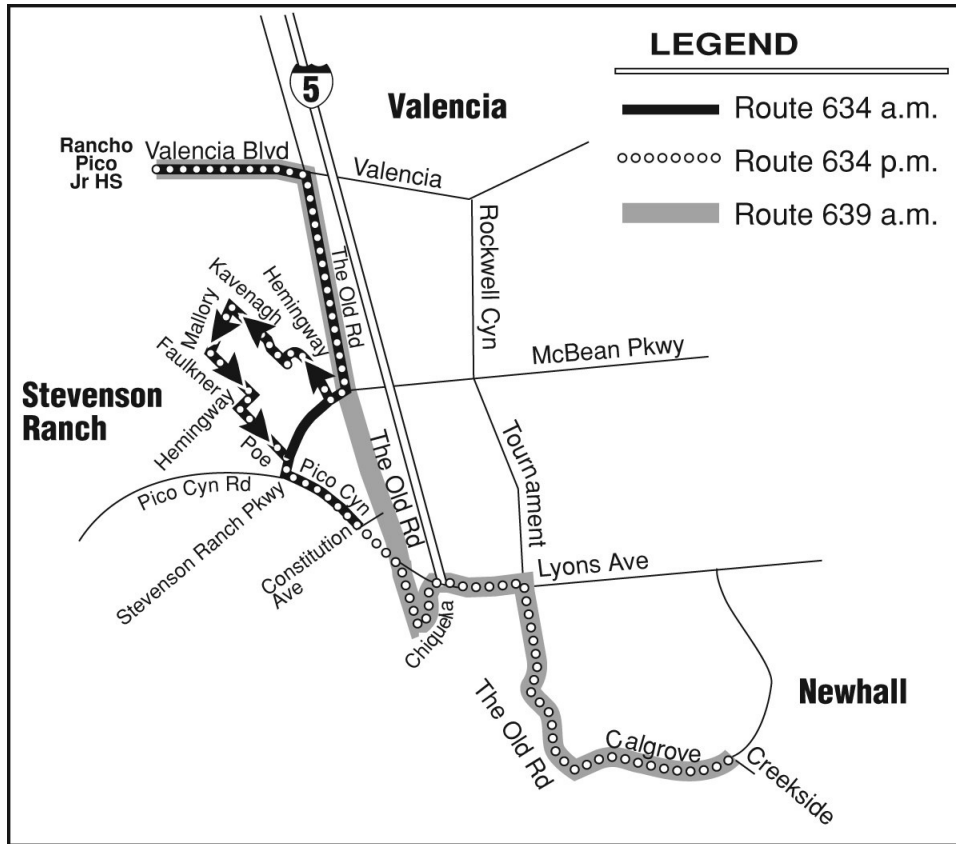 LEGEND
Route 634 a.m.
Route 634 p.m.
Route 639 a.m.
5
Valencia
Rancho
Pico
Jr HS
Valencia Blvd
Valencia
Rockwell Cyn
The Old Rd
Hemingway
Kavenagh
Mallory
Faulkner
Hemingway
Poe
McBean Pkwy
Stevenson
Ranch
Tournament
The Old Rd
Pico Cyn
Pico Cyn Rd
Stevenson Ranch Pkwy
Constitution
Ave
Lyons Ave
Chiquella
Newhall
The Old Rd
Calgrove
Creekside